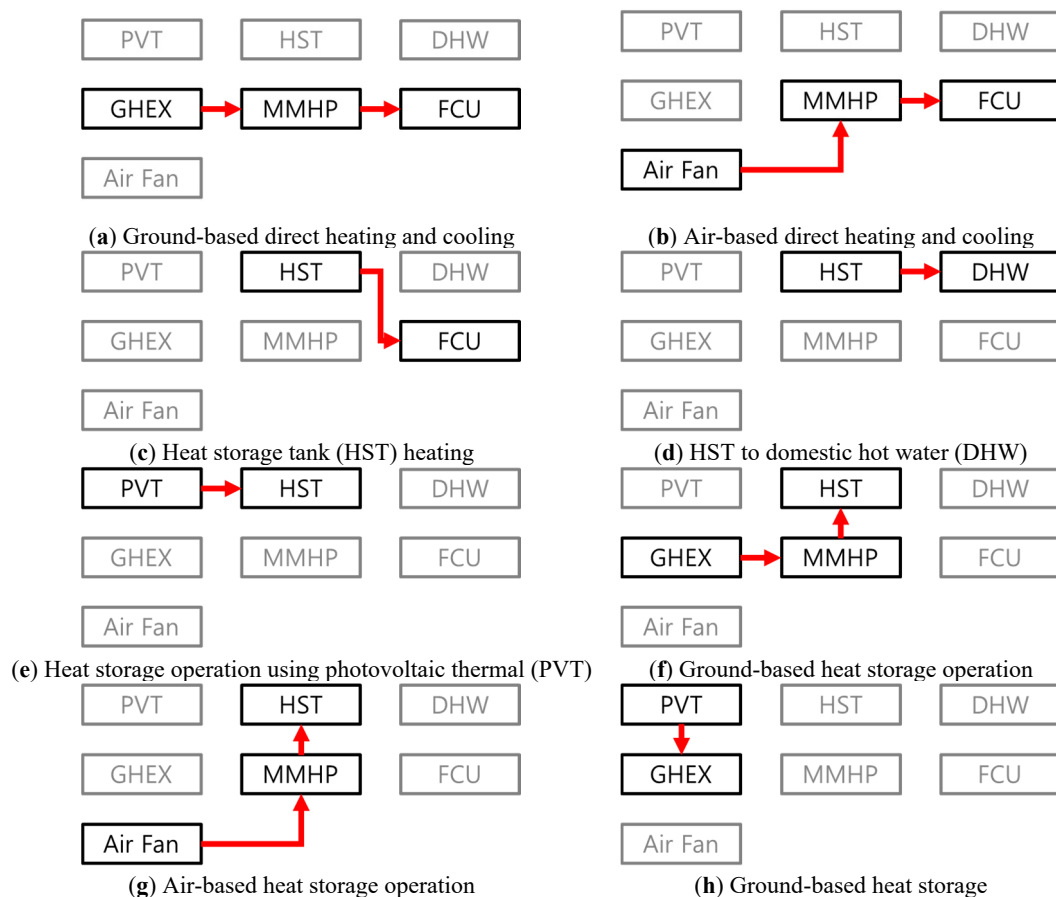 PVT HST DHW
GHEX MMHP FCU
Air Fan
(a) Ground-based direct heating and cooling
PVT HST DHW
GHEX MMHP FCU
Air Fan
(b) Air-based direct heating and cooling
PVT HST DHW
GHEX MMHP FCU
Air Fan
(c) Heat storage tank (HST) heating
PVT HST DHW
GHEX MMHP FCU
Air Fan
(d) HST to domestic hot water (DHW)
PVT HST DHW
GHEX MMHP FCU
Air Fan
(e) Heat storage operation using photovoltaic thermal (PVT)
PVT HST DHW
GHEX MMHP FCU
Air Fan
(f) Ground-based heat storage operation
PVT HST DHW
GHEX MMHP FCU
Air Fan
(g) Air-based heat storage operation
PVT HST DHW
GHEX MMHP FCU
Air Fan
(h) Ground-based heat storage